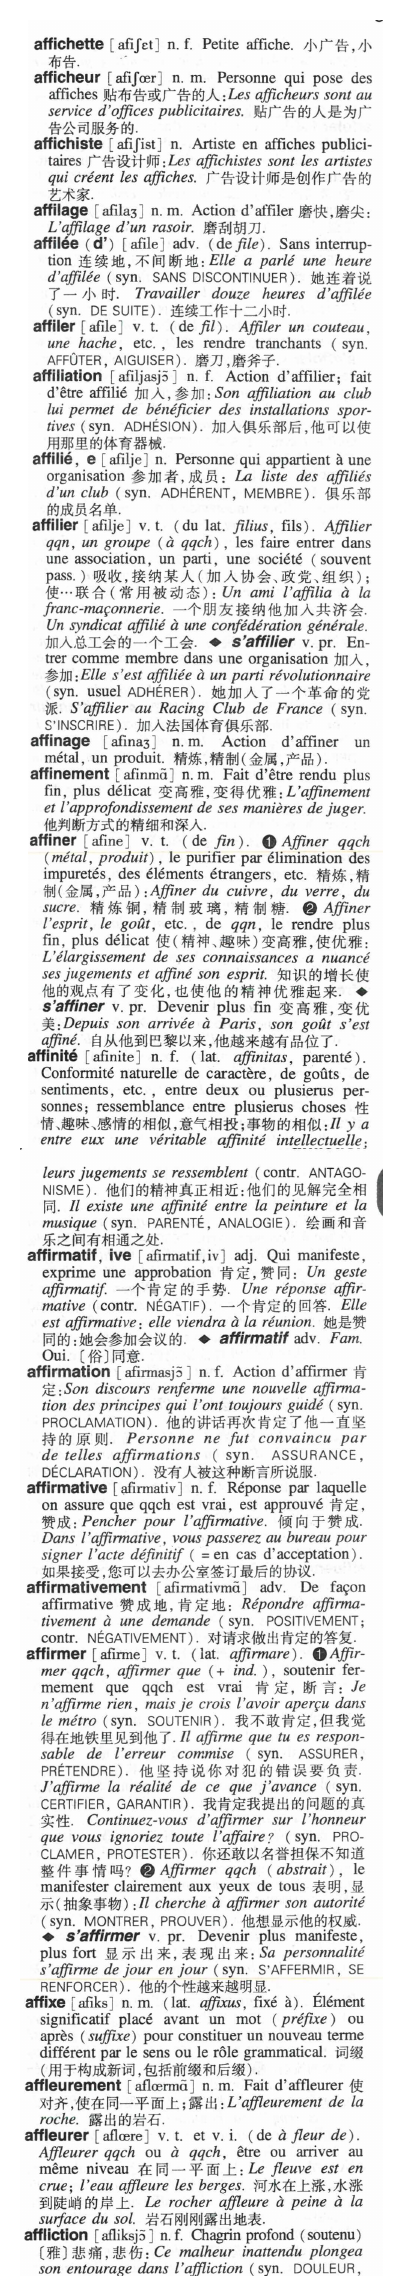 affichette [afiʃɛt] n. f. Petite affiche. 小广告,小
布告.
afficheur [afiʃœr] n. m. Personne qui pose des
affiches 贴布告或广告的人:Les afficheurs sont au
service d'offices publicitaires. 贴广告的人是为广
告公司服务的.
affichiste [afiʃist] n. Artiste en affiches publici-
taires 广告设计师:Les affichistes sont les artistes
qui créent les affiches. 广告设计师是创作广告的
艺术家.
affilage [afilaʒ] n. m. Action d'affiler 磨快,磨尖:
L'affilage d'un rasoir. 磨刮胡刀.
affilée (d') [afile] adv. (de file). Sans interrup-
tion 连续地,不间断地:Elle a parlé une heure
d'affilée (syn. SANS DISCONTINUER). 她连着说
了一小时. Travailler douze heures d'affilée
(syn. DE SUITE). 连续工作十二小时.
affiler [afile] v. t. (de fil). Affiler un couteau,
une hache, etc., les rendre tranchants (syn.
AFFÛTER, AIGUISER). 磨刀,磨斧子.
affiliation [afiljasjɔ̃] n. f. Action d'affilier; fait
d'être affilié 加入,参加:Son affiliation au club
lui permet de bénéficier des installations spor-
tives (syn. ADHÉSION). 加入俱乐部后,他可以使
用那里的体育器械.
affilié, e [afilje] n. Personne qui appartient à une
organisation 参加者,成员: La liste des affiliés
d'un club (syn. ADHÉRENT, MEMBRE). 俱乐部
的成员名单.
affilier [afilje] v. t. (du lat. filius, fils). Affilier
qqn, un groupe (à qqch), les faire entrer dans
une association, un parti, une société (souvent
pass.) 吸收,接纳某人(加入协会、政党、组织);
使…联合(常用被动态): Un ami l'affilia à la
franc-maçonnerie. 一个朋友接纳他加入共济会.
Un syndicat affilié à une confédération générale.
加入总工会的一个工会. ◆ s'affilier v. pr. En-
trer comme membre dans une organisation 加入,
参加:Elle s'est affiliée à un parti révolutionnaire
(syn. usuel ADHÉRER). 她加入了一个革命的党
派. S'affilier au Racing Club de France (syn.
S'INSCRIRE). 加入法国体育俱乐部.
affinage [afinaʒ] n. m. Action d'affiner un
métal, un produit. 精炼,精制(金属,产品).
affinement [afinmɑ̃] n. m. Fait d'être rendu plus
fin, plus délicat 变高雅,变得优雅:L'affinement
et l'approfondissement de ses manières de juger.
他判断方式的精细和深入.
affiner [afine] v. t. (de fin). ❶ Affiner qqch
(métal, produit), le purifier par élimination des
impuretés, des éléments étrangers, etc. 精炼,精
制(金属,产品):Affiner du cuivre, du verre, du
sucre. 精炼铜,精制玻璃,精制糖. ❷ Affiner
l'esprit, le goût, etc., de qqn, le rendre plus
fin, plus délicat 使(精神、趣味)变高雅,使优雅:
L'élargissement de ses connaissances a nuancé
ses jugements et affiné son esprit. 知识的增长使
他的观点有了变化,也使他的精神优雅起来. ◆
s'affiner v. pr. Devenir plus fin 变高雅,变优
美:Depuis son arrivée à Paris, son goût s'est
affiné. 自从他到巴黎以来,他越来越有品位了.
affinité [afinite] n. f. (lat. affinitas, parenté).
Conformité naturelle de caractère, de goûts, de
sentiments, etc., entre deux ou plusierus per-
sonnes; ressemblance entre plusierus choses 性
情、趣味、感情的相似,意气相投;事物的相似:Il y a
entre eux une véritable affinité intellectuelle;
leurs jugements se ressemblent (contr. ANTAGO-
NISME). 他们的精神真正相近:他们的见解完全相
同. Il existe une affinité entre la peinture et la
musique (syn. PARENTÉ, ANALOGIE). 绘画和音
乐之间有相通之处.
affirmatif, ive [afirmatif,iv] adj. Qui manifeste,
exprime une approbation 肯定,赞同: Un geste
affirmatif. 一个肯定的手势. Une réponse affir-
mative (contr. NÉGATIF). 一个肯定的回答. Elle
est affirmative: elle viendra à la réunion. 她是赞
同的:她会参加会议的. ◆ affirmatif adv. Fam.
Oui. 〔俗〕同意.
affirmation [afirmasjɔ̃] n. f. Action d'affirmer 肯
定:Son discours renferme une nouvelle affirma-
tion des principes qui l'ont toujours guidé (syn.
PROCLAMATION). 他的讲话再次肯定了他一直坚
持的原则. Personne ne fut convaincu par
de telles affirmations ( syn. ASSURANCE,
DÉCLARATION). 没有人被这种断言所说服.
affirmative [afirmativ] n. f. Réponse par laquelle
on assure que qqch est vrai, est approuvé 肯定,
赞成: Pencher pour l'affirmative. 倾向于赞成.
Dans l'affirmative, vous passerez au bureau pour
signer l'acte définitif (=en cas d'acceptation).
如果接受,您可以去办公室签订最后的协议.
affirmativement [afirmativmɑ̃] adv. De façon
affirmative 赞成地,肯定地: Répondre affirma-
tivement à une demande (syn. POSITIVEMENT;
contr. NÉGATIVEMENT). 对请求做出肯定的答复.
affirmer [afirme] v. t. (lat. affirmare). ❶Affir-
mer qqch, affirmer que (+ ind.), soutenir fer-
mement que qqch est vrai 肯定,断言: Je
n'affirme rien, mais je crois l'avoir aperçu dans
le métro (syn. SOUTENIR). 我不敢肯定,但我觉
得在地铁里见到他了. Il affirme que tu es respon-
sable de l'erreur commise ( syn. ASSURER,
PRÉTENDRE). 他坚持说你对犯的错误要负责.
J'affirme la réalité de ce que j'avance (syn.
CERTIFIER, GARANTIR). 我肯定我提出的问题的真
实性. Continuez-vous d'affirmer sur l'honneur
que vous ignoriez toute l'affaire? (syn. PRO-
CLAMER, PROTESTER). 你还敢以名誉担保不知道
整件事情吗? ❷ Affirmer qqch (abstrait), le
manifester clairement aux yeux de tous 表明,显
示(抽象事物):Il cherche à affirmer son autorité
(syn. MONTRER, PROUVER). 他想显示他的权威.
◆ s'affirmer v. pr. Devenir plus manifeste,
plus fort 显示出来,表现出来: Sa personnalité
s'affirme de jour en jour (syn. S'AFFERMIR, SE
RENFORCER). 他的个性越来越明显.
affixe [afiks] n. m. (lat. affixus, fixé à). Élément
significatif placé avant un mot (préfixe) ou
après (suffixe) pour constituer un nouveau terme
différent par le sens ou le rôle grammatical. 词缀
(用于构成新词,包括前缀和后缀).
affleurement [aflœrmɑ̃] n. m. Fait d'affleurer 使
对齐,使在同一平面上;露出:L'affleurement de la
roche. 露出的岩石.
affleurer [aflœre] v. t. et v. i. (de à fleur de).
Affleurer qqch ou à qqch, être ou arriver au
même niveau 在同一平面上: Le fleuve est en
crue; l'eau affleure les berges. 河水在上涨,水涨
到陡峭的岸上. Le rocher affleure à peine à la
surface du sol. 岩石刚刚露出地表.
affliction [afliksjɔ̃] n. f. Chagrin profond (soutenu)
〔雅〕悲痛,悲伤: Ce malheur inattendu plongea
son entourage dans l'affliction (syn. DOULEUR,